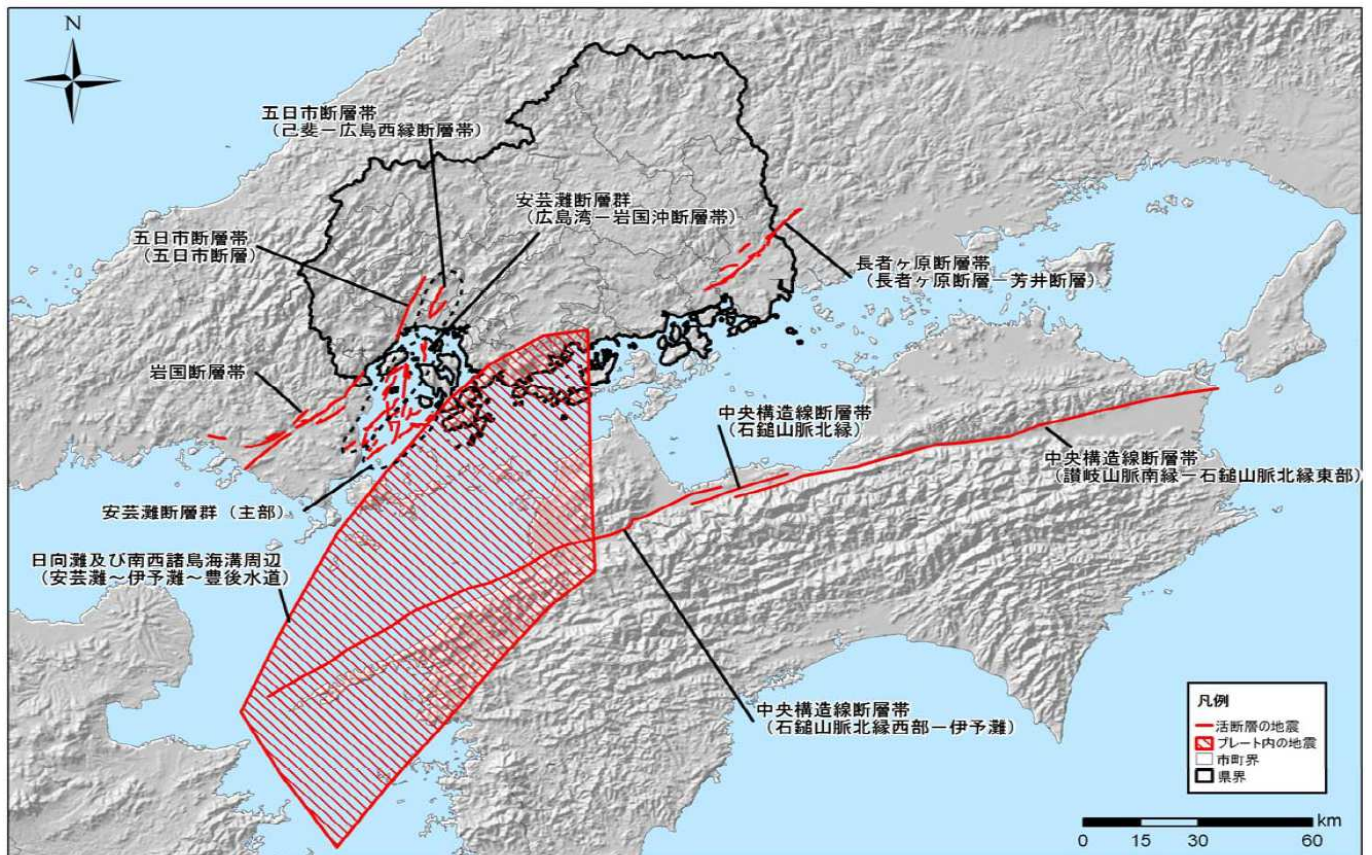 N
五日市断層帯
（己斐－広島西縁断層帯）
安芸灘断層群
（広島湾－岩国沖断層帯）
五日市断層帯
（五日市断層）
長者ヶ原断層帯
（長者ヶ原断層－芳井断層）
岩国断層帯
中央構造線断層帯
（石鎚山脈北縁）
中央構造線断層帯
（讃岐山脈南縁－石鎚山脈北縁東部）
安芸灘断層群（主部）
日向灘及び南西諸島海溝周辺
（安芸灘～伊予灘～豊後水道）
中央構造線断層帯
（石鎚山脈北縁西部－伊予灘）
凡例
活断層の地震
プレート内の地震
市町界
県界
km
0 15 30 60